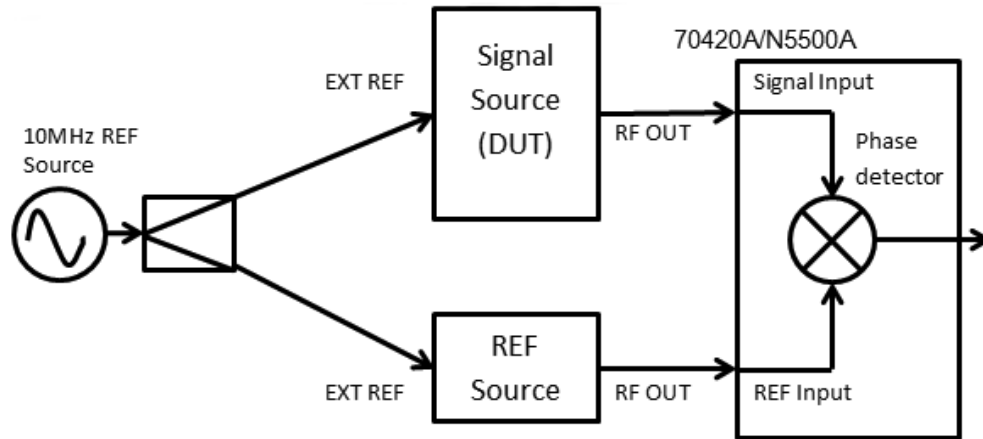 70420A/N5500A
Signal
Source
(DUT)
EXT REF
RF OUT
Signal Input
Phase
detector
10MHz REF
Source
REF
Source
EXT REF
RF OUT
REF Input